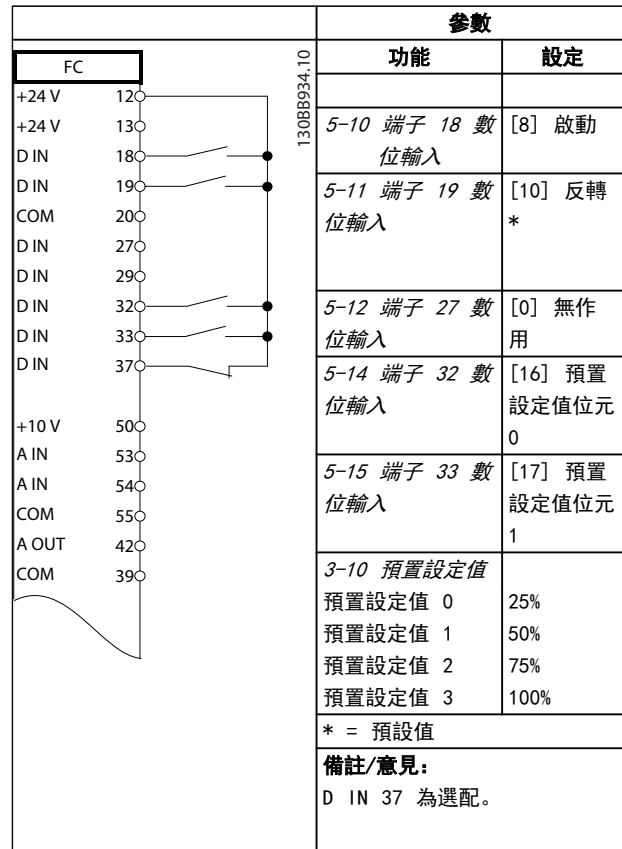 參數
FC
+24 V 12
+24 V 13
D IN 18
D IN 19
COM 20
D IN 27
D IN 29
D IN 32
D IN 33
D IN 37
+10 V 50
A IN 53
A IN 54
COM 55
A OUT 42
COM 39
130BB934.10
功能 設定
5-10 端子 18 數 [8] 啟動
位輸入
5-11 端子 19 數 [10] 反轉
位輸入 *
5-12 端子 27 數 [0] 無作
位輸入 用
5-14 端子 32 數 [16] 預置
位輸入 設定值位元
0
5-15 端子 33 數 [17] 預置
位輸入 設定值位元
1
3-10 預置設定值
預置設定值 0 25%
預置設定值 1 50%
預置設定值 2 75%
預置設定值 3 100%
* = 預設值
備註/意見:
D IN 37 為選配。